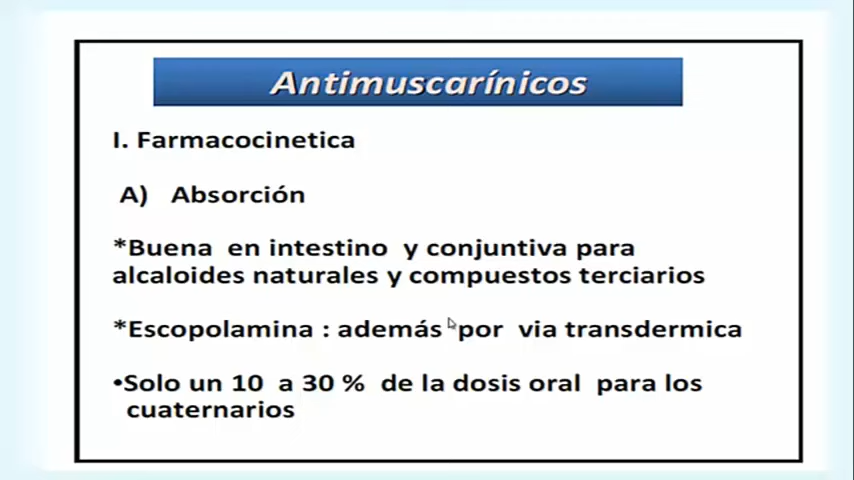 Antimuscarínicos
I. Farmacocinetica
A) Absorción
*Buena en intestino y conjuntiva para
alcaloides naturales y compuestos terciarios
*Escopolamina : además por via transdermica
•Solo un 10 a 30 % de la dosis oral para los
cuaternarios